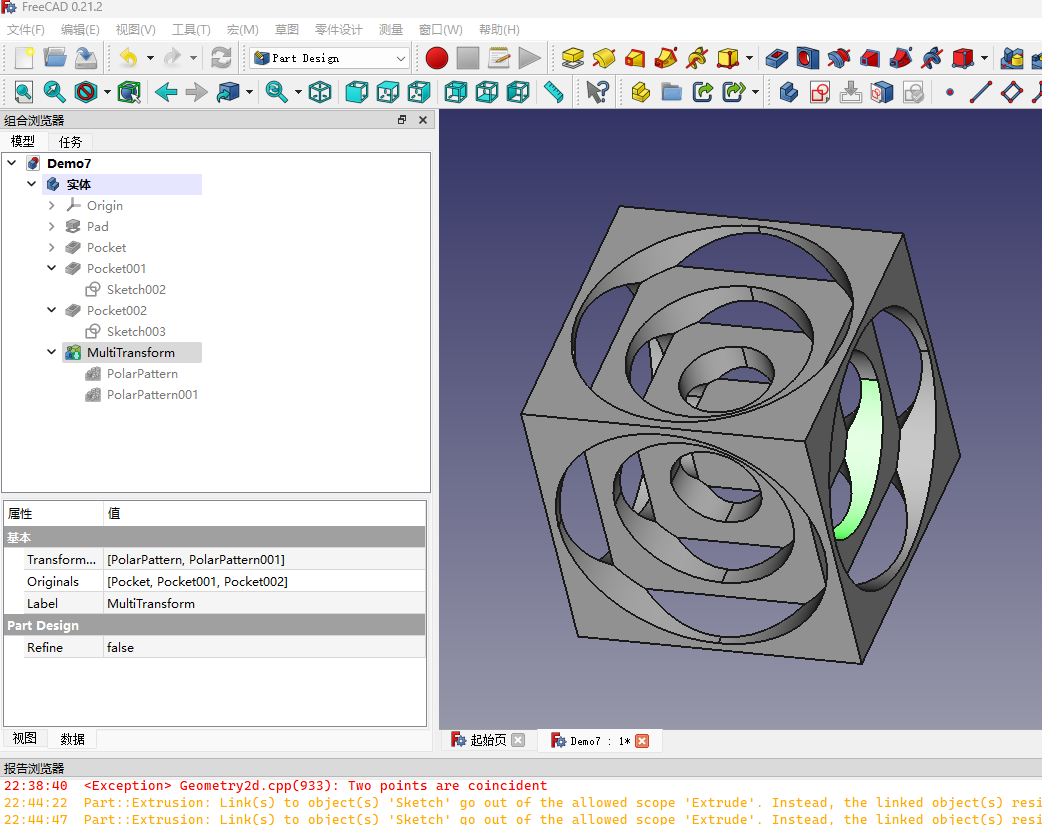 FreeCAD 0.21.2
文件(F) 编辑(E) 视图(V) 工具(T) 宏(M) 草图 零件设计 测量 窗口(W) 帮助(H)
Part Design
组合浏览器
模型 任务
Demo7
实体
Origin
Pad
Pocket
Pocket001
Sketch002
Pocket002
Sketch003
MultiTransform
PolarPattern
PolarPattern001
属性 值
基本
Transform... [PolarPattern, PolarPattern001]
Originals [Pocket, Pocket001, Pocket002]
Label MultiTransform
Part Design
Refine false
视图 数据
起始页 Demo7 : 1*
报告浏览器
22:38:40 <Exception> Geometry2d.cpp(933): Two points are coincident
22:44:22 Part::Extrusion: Link(s) to object(s) 'Sketch' go out of the allowed scope 'Extrude'. Instead, the linked object(s) resi
22:44:47 Part::Extrusion: Link(s) to object(s) 'Sketch' go out of the allowed scope 'Extrude'. Instead, the linked object(s) resi